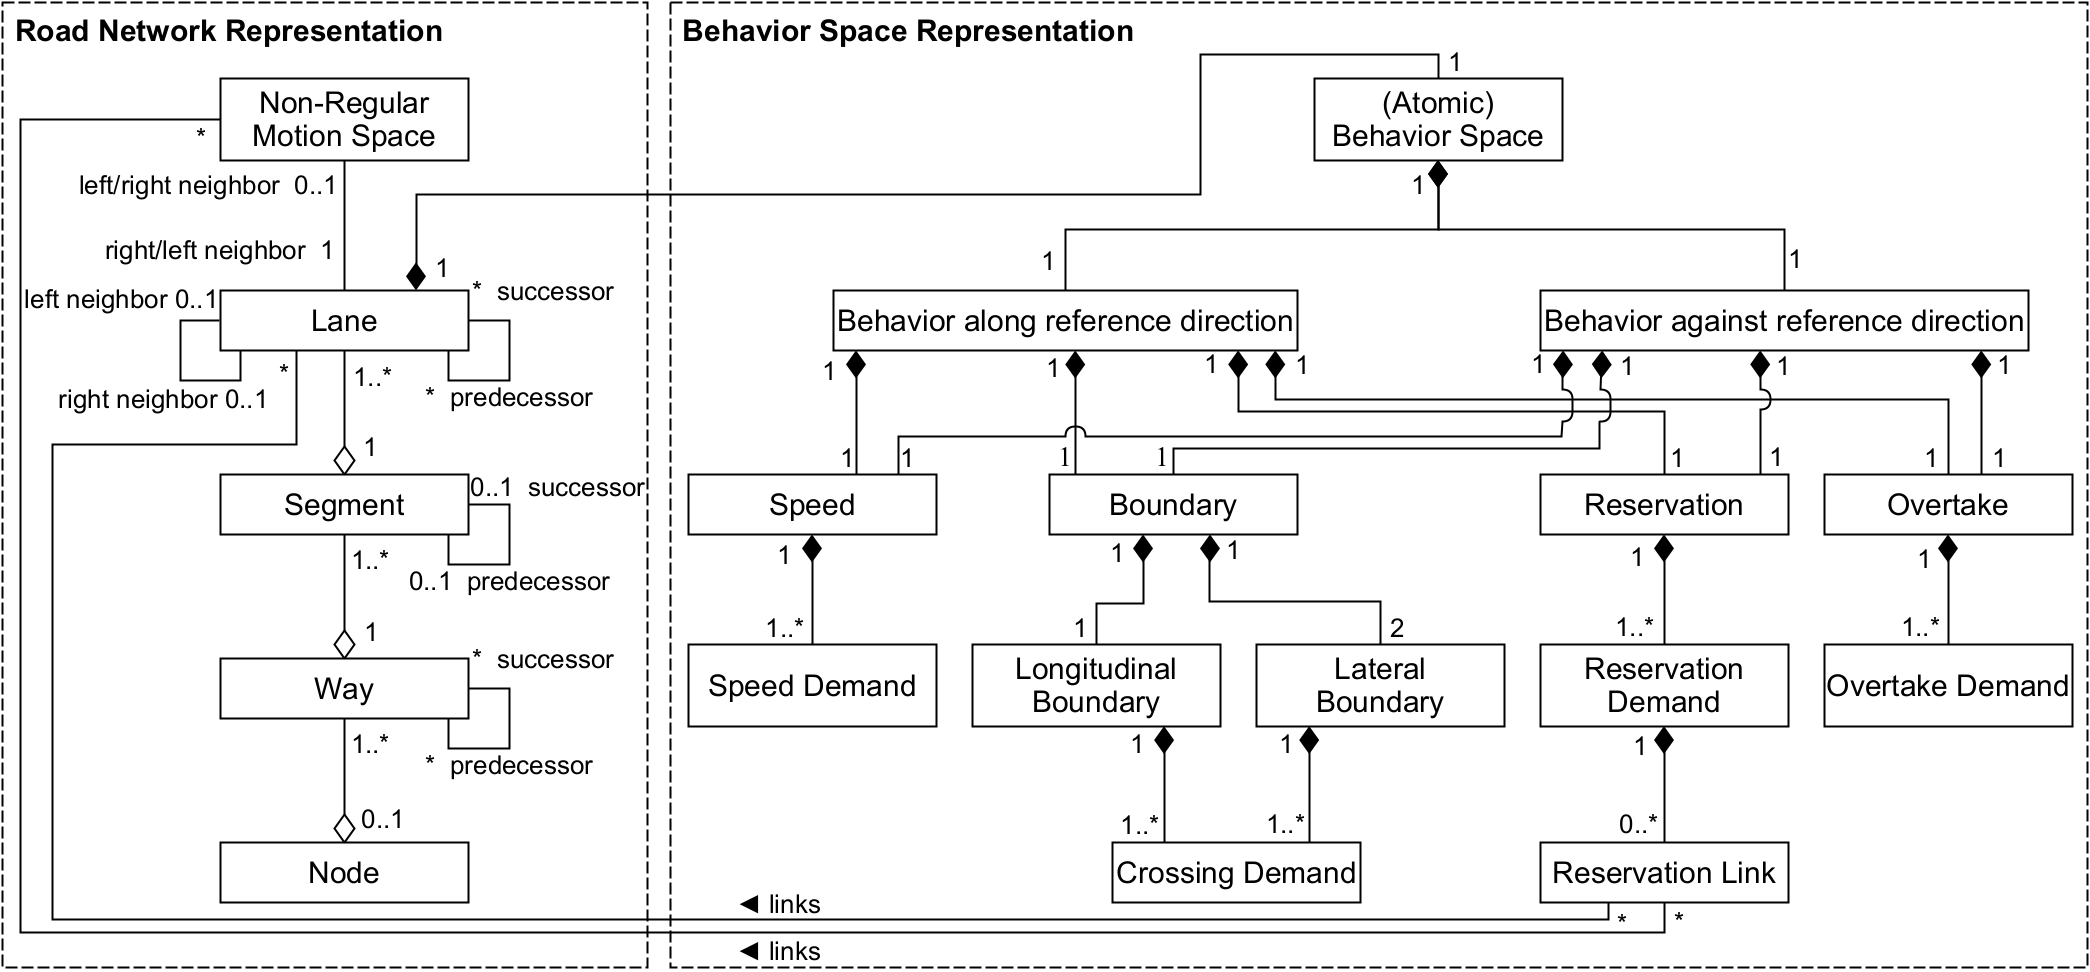 Road Network Representation
Behavior Space Representation
1
Non-Regular
Motion Space
*
(Atomic)
Behavior Space
1
left/right neighbor 0..1
right/left neighbor 1
1
1
1
left neighbor 0..1
* successor
Lane
Behavior along reference direction
Behavior against reference direction
*
1..*
* predecessor
right neighbor 0..1
1
1
1
1
1
1
1
1
1
0..1 successor
1
1
1
1
1
1
1
1
Segment
Speed
Boundary
Reservation
Overtake
1..*
0..1 predecessor
1
1
1
1
1
1
1..*
1
2
1..*
1..*
* successor
Way
Speed Demand
Longitudinal
Boundary
Lateral
Boundary
Reservation
Demand
Overtake Demand
1..*
* predecessor
1
1
1
0..1
1..*
1..*
0..*
Node
Crossing Demand
Reservation Link
◄ links
*
*
◄ links